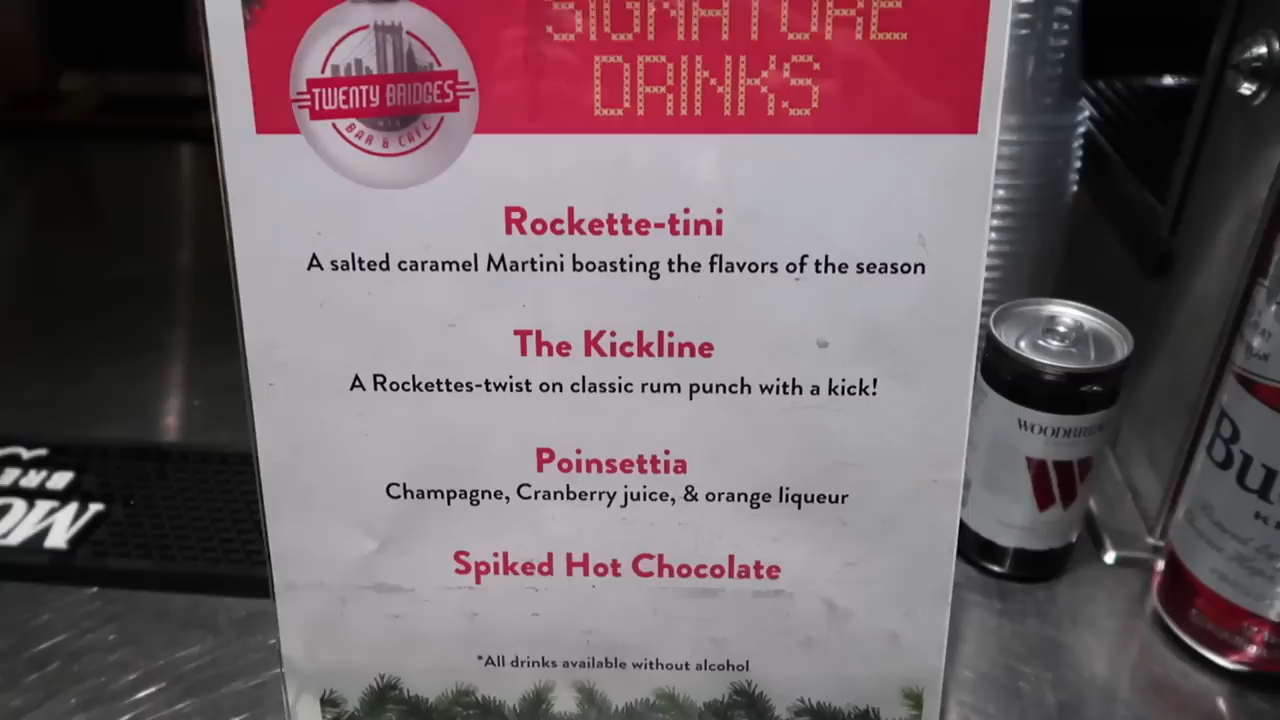 SIGNATURE
DRINKS
TWENTY BRIDGES
BAR & CAFE
Rockette-tini
A salted caramel Martini boasting the flavors of the season
The Kickline
A Rockettes-twist on classic rum punch with a kick!
Poinsettia
Champagne, Cranberry juice, & orange liqueur
Spiked Hot Chocolate
*All drinks available without alcohol
WOODBRI
W
Bu